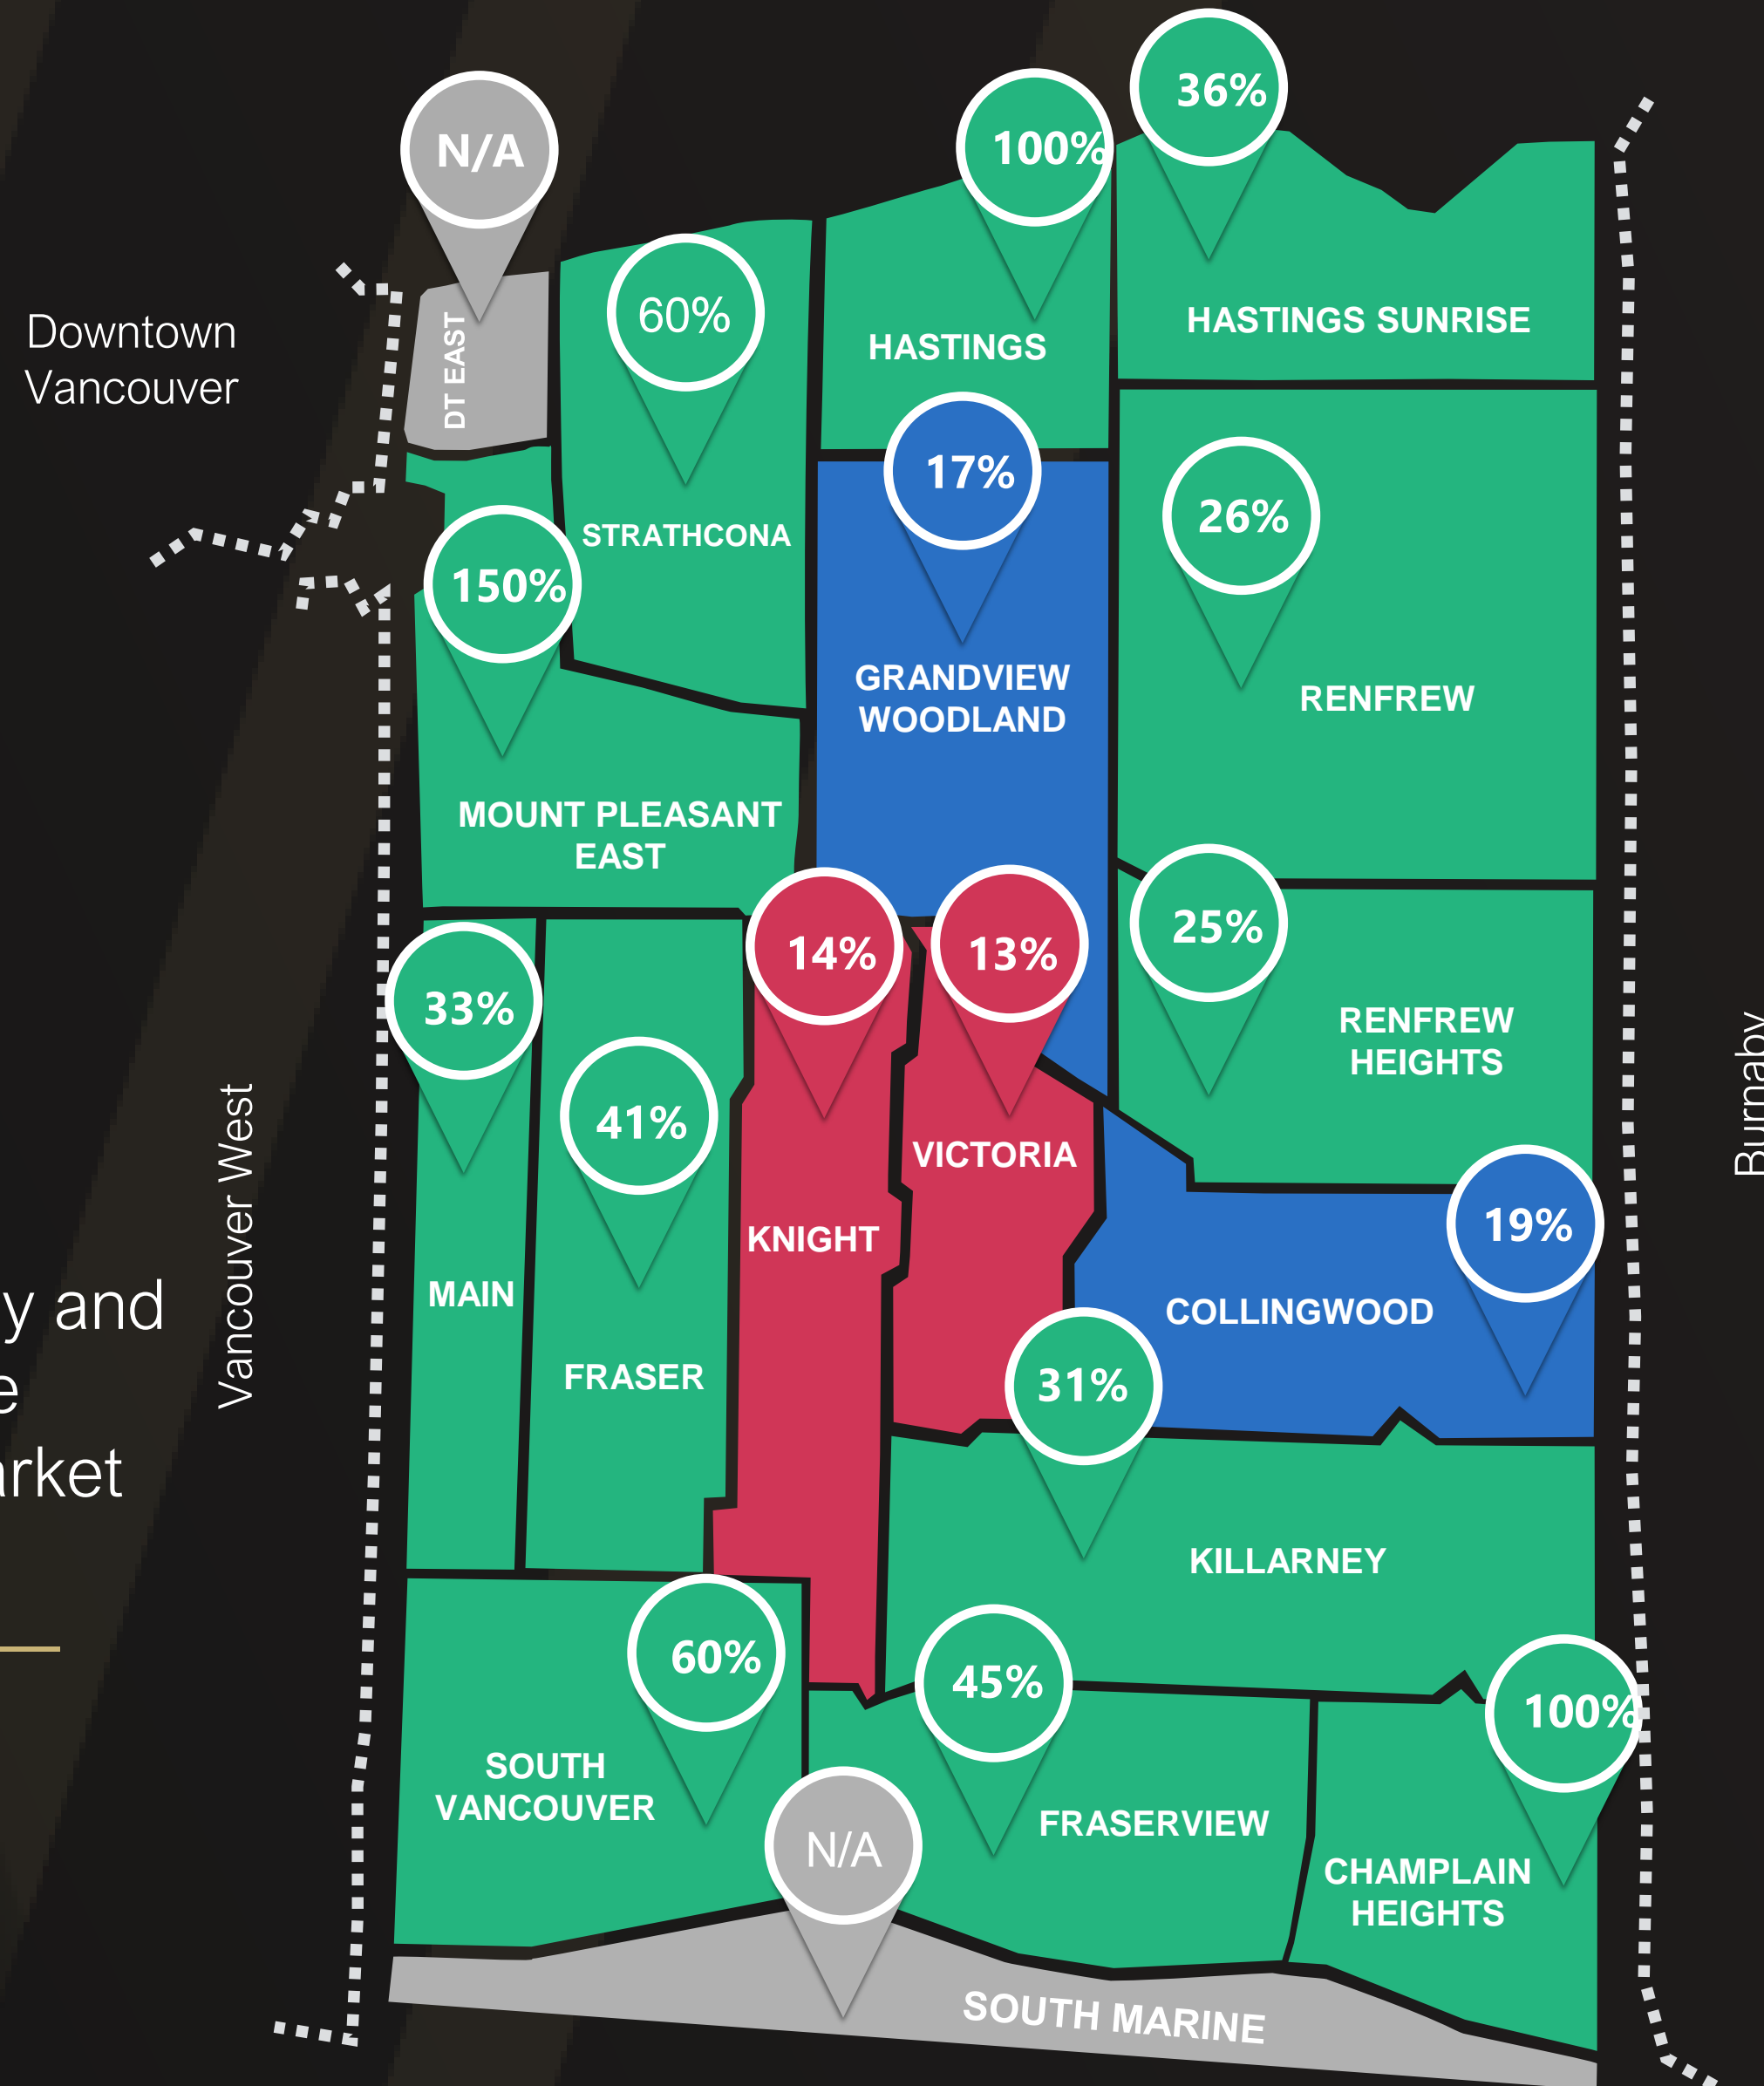 36%
100%
N/A
60%
HASTINGS SUNRISE
Downtown
Vancouver
DT EAST
HASTINGS
17%
26%
STRATHCONA
150%
GRANDVIEW
WOODLAND
RENFREW
MOUNT PLEASANT
EAST
25%
14%
13%
33%
RENFREW
HEIGHTS
41%
Burnaby
VICTORIA
Vancouver West
19%
KNIGHT
MAIN
y and
COLLINGWOOD
FRASER
e
31%
arket
KILLARNEY
60%
45%
100%
SOUTH
VANCOUVER
FRASERVIEW
N/A
CHAMPLAIN
HEIGHTS
SOUTH MARINE